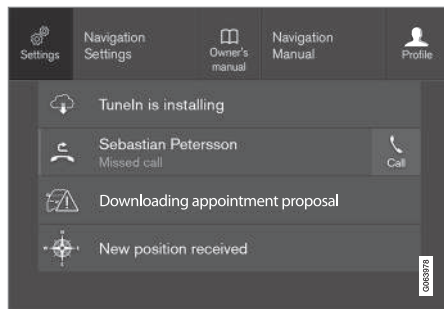 Settings
Navigation
Settings
Owner's
manual
Navigation
Manual
Profile
TuneIn is installing
Sebastian Petersson
Missed call
Call
Downloading appointment proposal
New position received
G063978